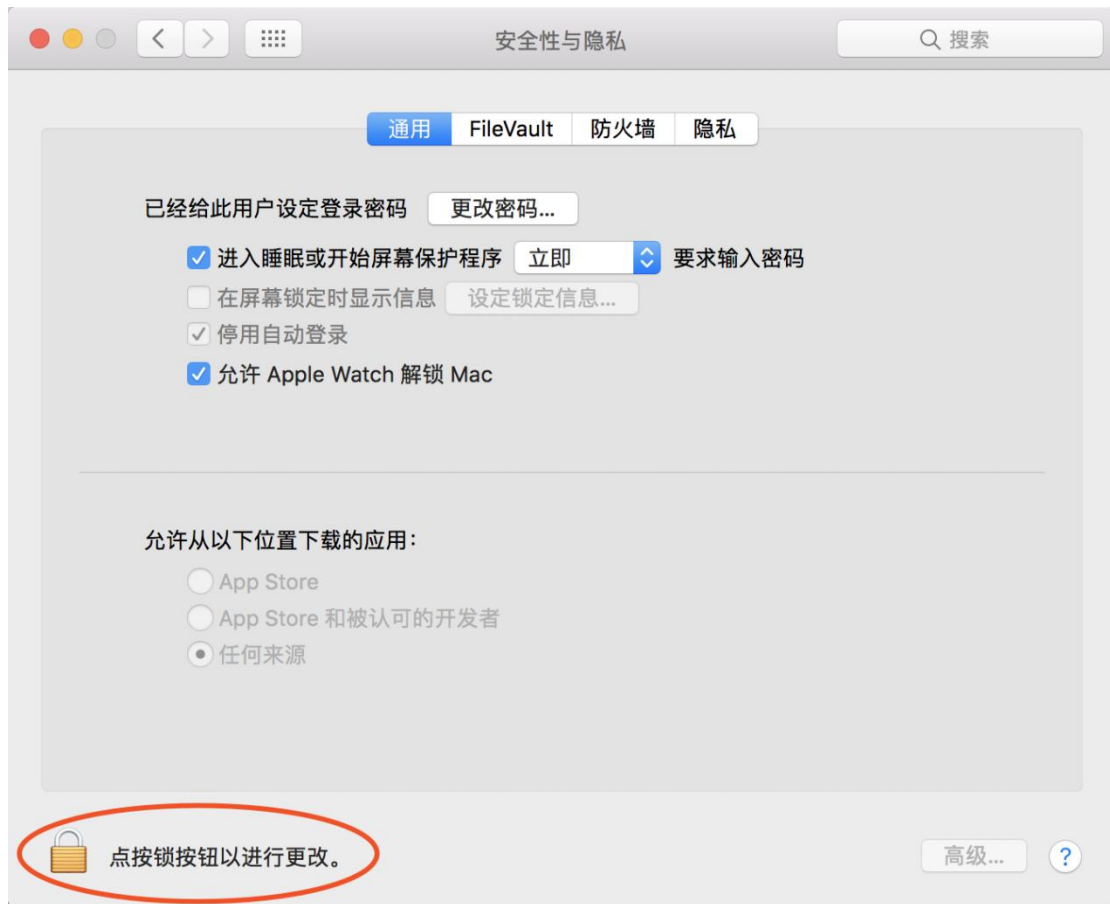 安全性与隐私
搜索
通用 FileVault 防火墙 隐私
已经给此用户设定登录密码 更改密码...
进入睡眠或开始屏幕保护程序 立即 要求输入密码
在屏幕锁定时显示信息 设定锁定信息...
停用自动登录
允许 Apple Watch 解锁 Mac
允许从以下位置下载的应用：
App Store
App Store 和被认可的开发者
任何来源
点按锁按钮以进行更改。
高级... ?